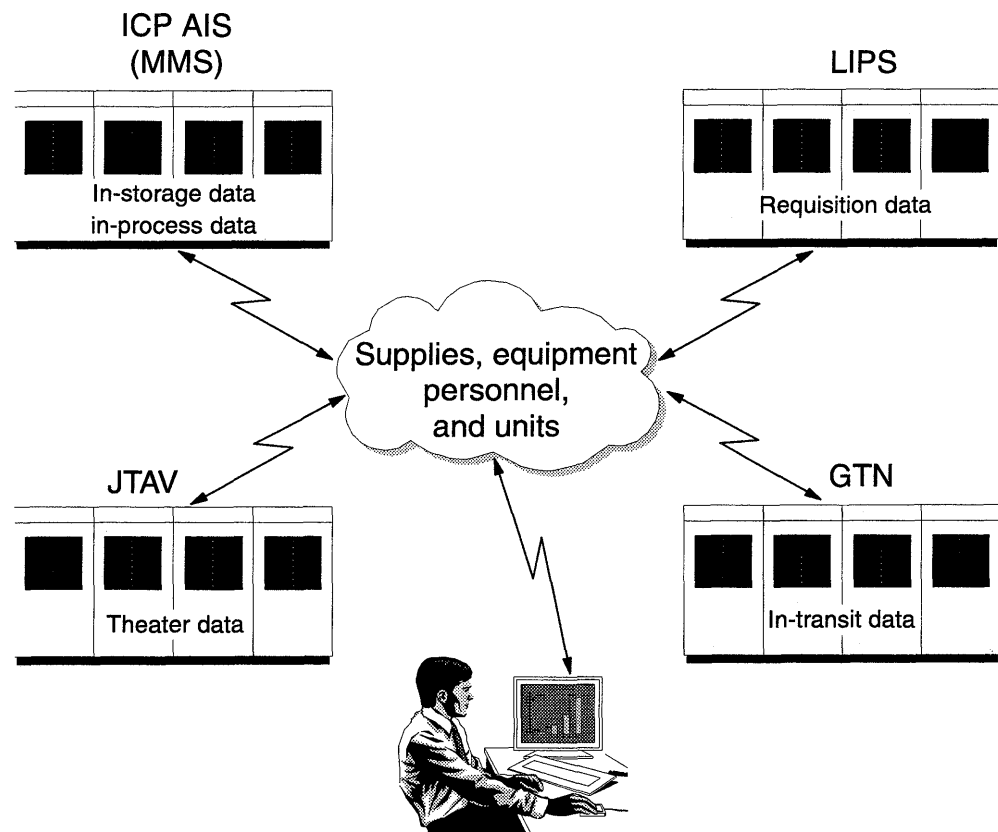 ICP AIS
(MMS)
In-storage data
in-process data
LIPS
Requisition data
Supplies, equipment
personnel,
and units
JTAV
Theater data
GTN
In-transit data